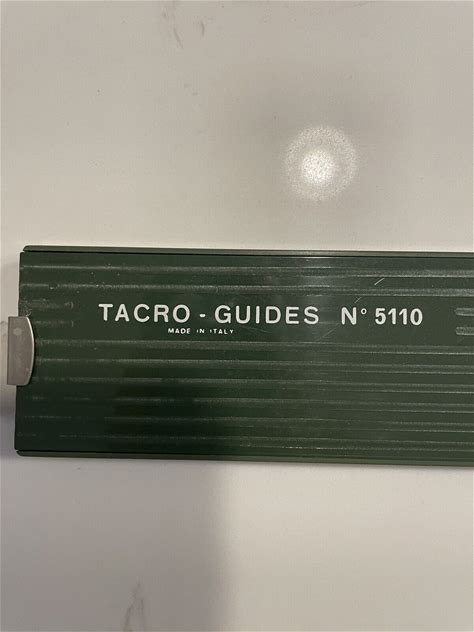 TACRO - GUIDES N° 5110
MADE IN ITALY